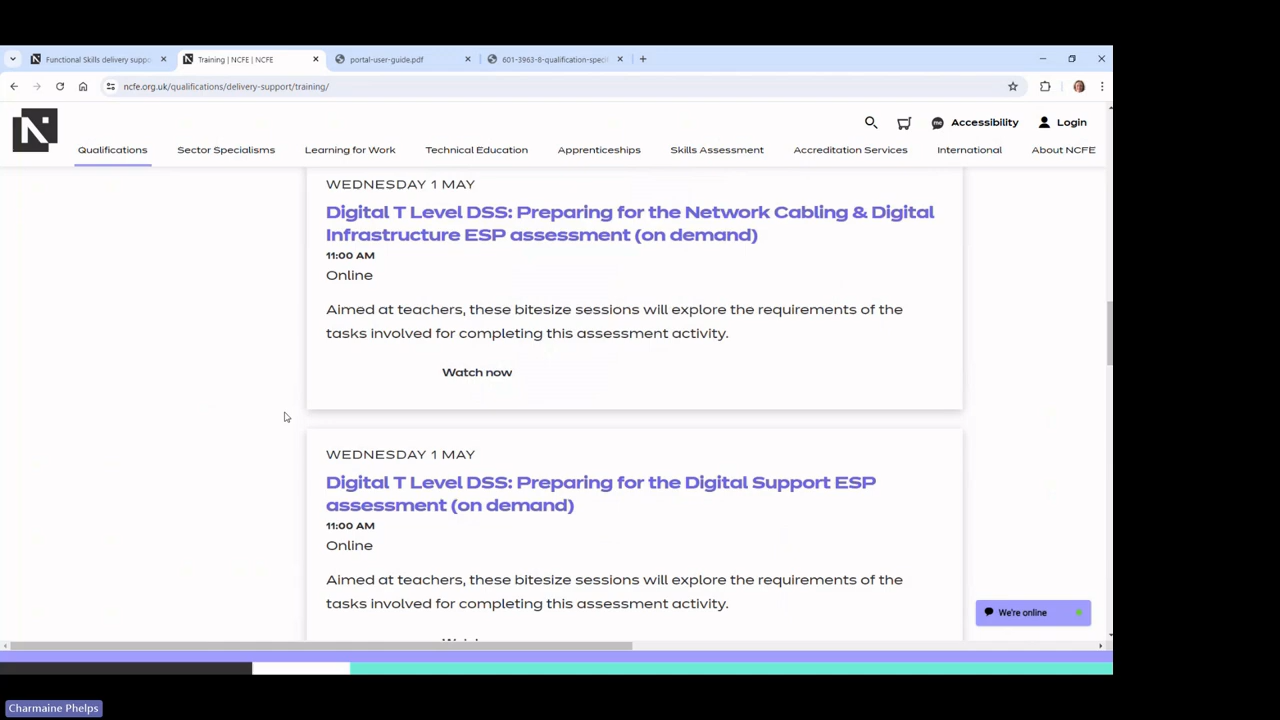 Functional Skills delivery suppo
Training | NCFE | NCFE
portal-user-guide.pdf
601-3963-8-qualification-specif
ncfe.org.uk/qualifications/delivery-support/training/
N
Accessibility
Login
Qualifications
Sector Specialisms
Learning for Work
Technical Education
Apprenticeships
Skills Assessment
Accreditation Services
International
About NCFE
WEDNESDAY 1 MAY
Digital T Level DSS: Preparing for the Network Cabling & Digital
Infrastructure ESP assessment (on demand)
11:00 AM
Online
Aimed at teachers, these bitesize sessions will explore the requirements of the
tasks involved for completing this assessment activity.
Watch now
WEDNESDAY 1 MAY
Digital T Level DSS: Preparing for the Digital Support ESP
assessment (on demand)
11:00 AM
Online
Aimed at teachers, these bitesize sessions will explore the requirements of the
tasks involved for completing this assessment activity.
We're online
Charmaine Phelps